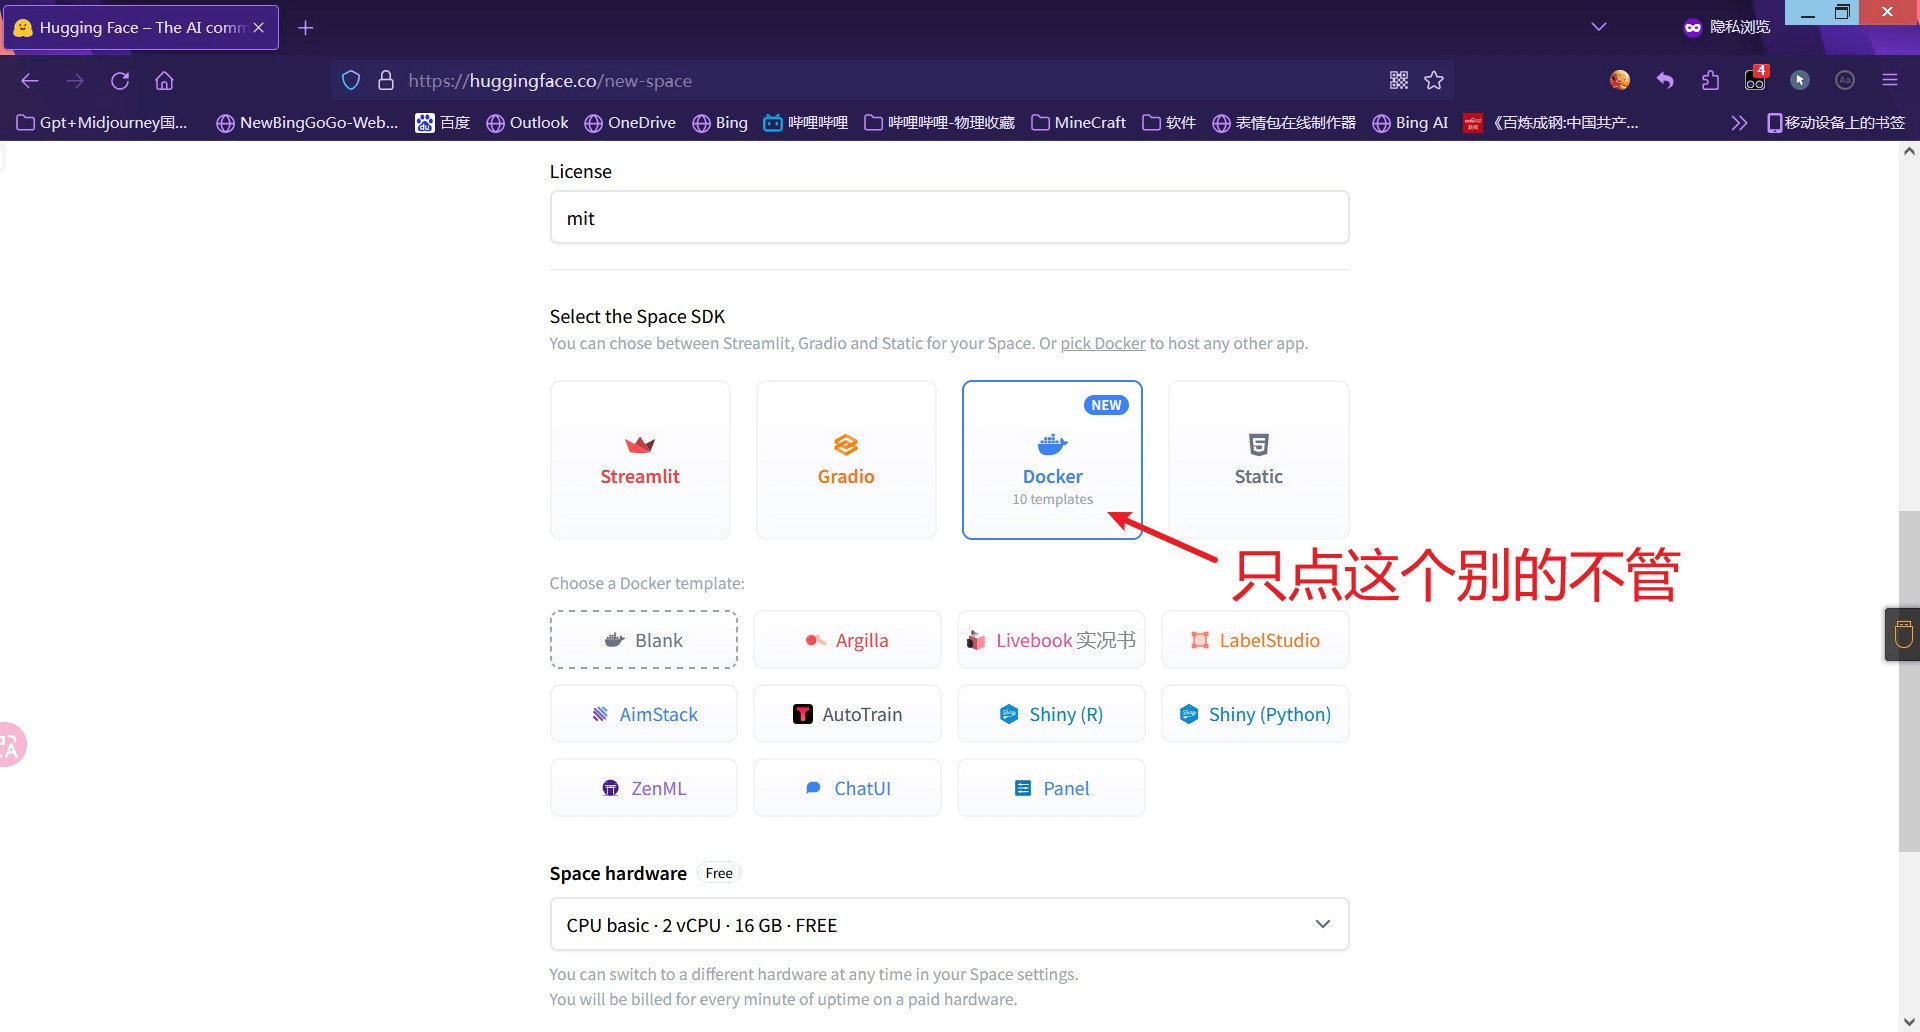 Hugging Face – The AI comm
隐私浏览
https://huggingface.co/new-space
4
Aa
Gpt+Midjourney国...
NewBingGoGo-Web...
百度
Outlook
OneDrive
Bing
哔哩哔哩
哔哩哔哩-物理收藏
MineCraft
软件
表情包在线制作器
Bing AI
《百炼成钢:中国共产...
移动设备上的书签
License
mit
Select the Space SDK
You can chose between Streamlit, Gradio and Static for your Space. Or pick Docker to host any other app.
NEW
Streamlit
Gradio
Docker
Static
10 templates
只点这个别的不管
Choose a Docker template:
Blank
Argilla
Livebook 实况书
LabelStudio
AimStack
AutoTrain
Shiny (R)
Shiny (Python)
ZenML
ChatUI
Panel
Space hardware Free
CPU basic · 2 vCPU · 16 GB · FREE
You can switch to a different hardware at any time in your Space settings.
You will be billed for every minute of uptime on a paid hardware.